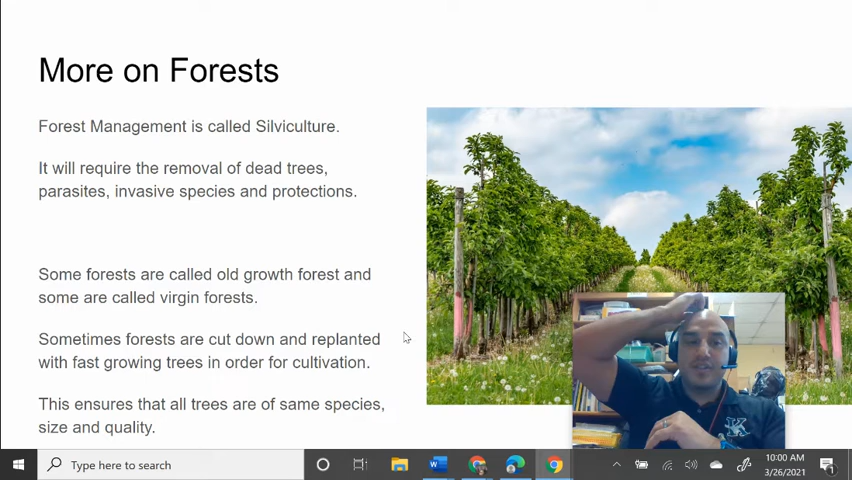 More on Forests
Forest Management is called Silviculture.
It will require the removal of dead trees,
parasites, invasive species and protections.
Some forests are called old growth forest and
some are called virgin forests.
Sometimes forests are cut down and replanted
with fast growing trees in order for cultivation.
This ensures that all trees are of same species,
size and quality.
K
Type here to search
10:00 AM
3/26/2021